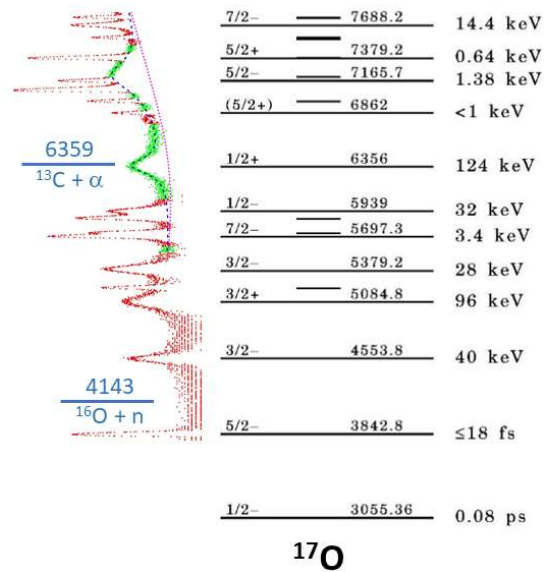 7/2− 7688.2 14.4 keV
5/2+ 7379.2 0.64 keV
5/2− 7165.7 1.38 keV
(5/2+) 6862 <1 keV
6359
¹³C + α
1/2+ 6356 124 keV
1/2− 5939 32 keV
7/2− 5697.3 3.4 keV
3/2− 5379.2 28 keV
3/2+ 5084.8 96 keV
3/2− 4553.8 40 keV
4143
¹⁶O + n
5/2− 3842.8 ≤18 fs
1/2− 3055.36 0.08 ps
¹⁷O